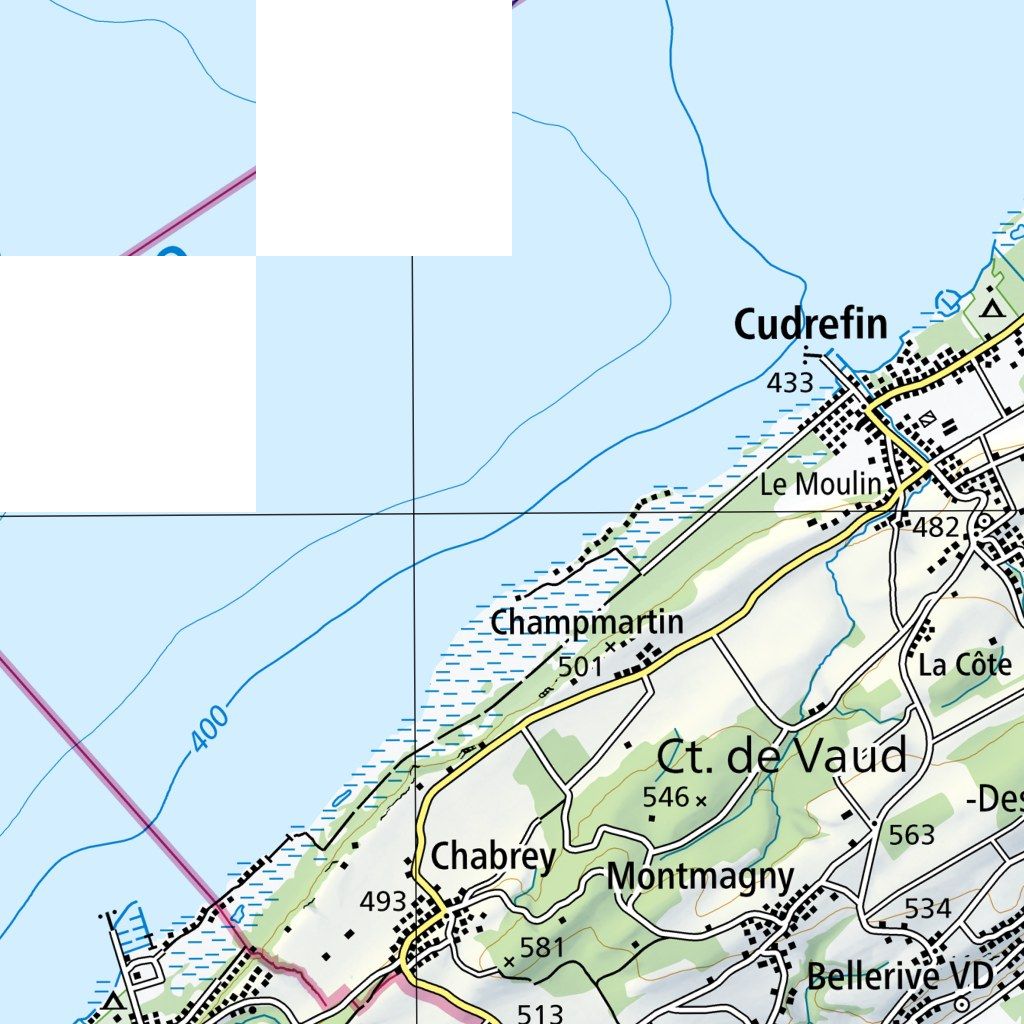 Cudrefin
433
Le Moulin
482
Champmartin
501
La Côte
400
Ct. de Vaud
546
-Des
563
Chabrey
Montmagny
493
534
581
Bellerive VD
513